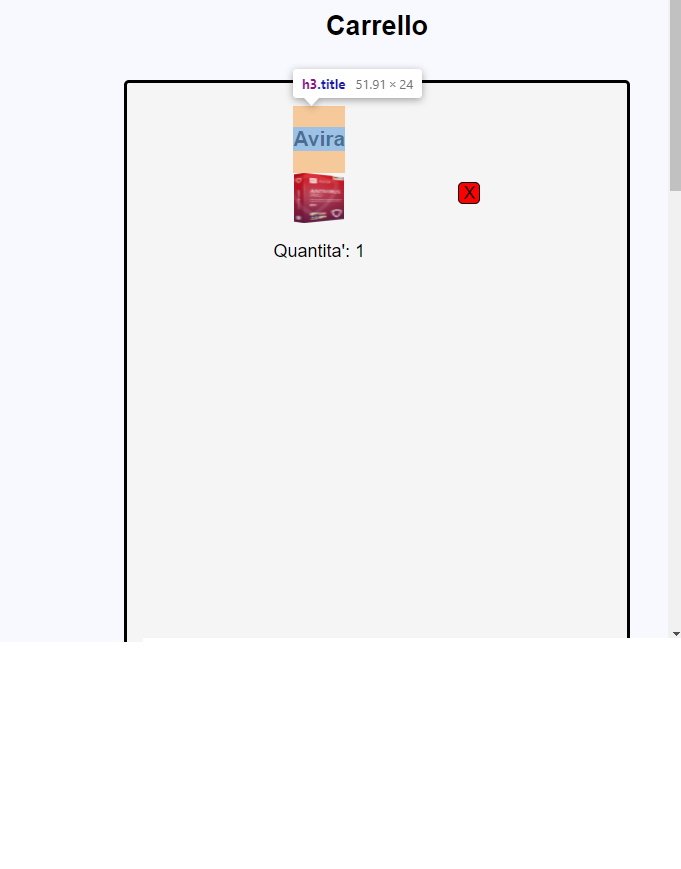 Carrello
h3.title 51.91 × 24
Avira
X
Quantita': 1